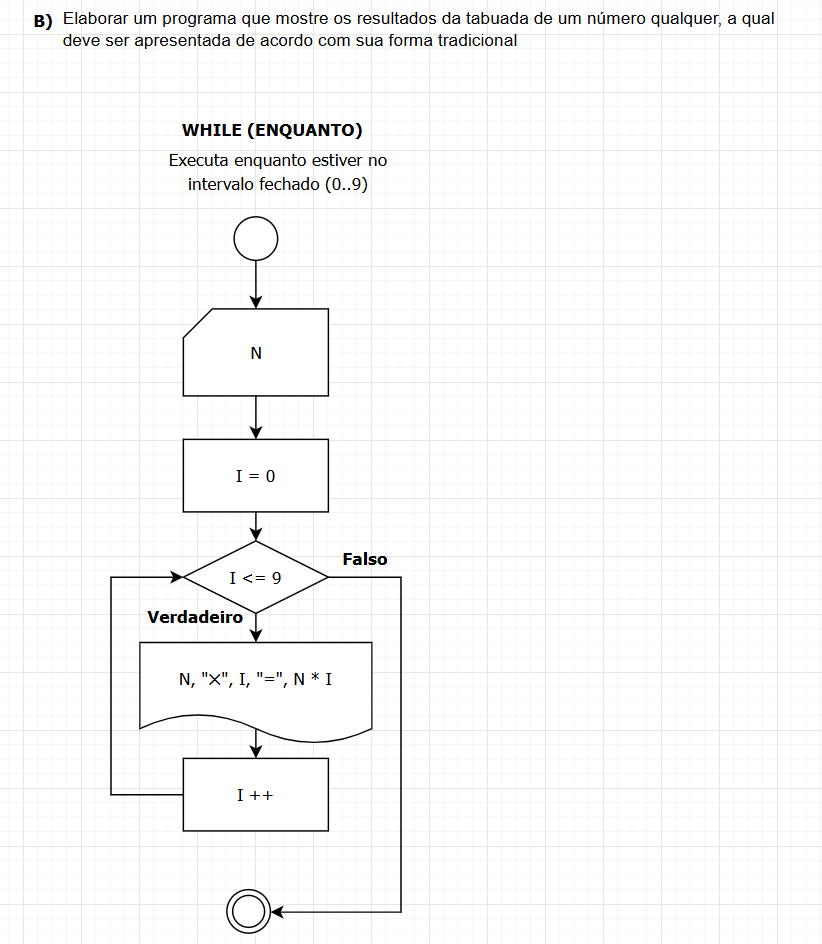 B) Elaborar um programa que mostre os resultados da tabuada de um número qualquer, a qual
deve ser apresentada de acordo com sua forma tradicional
WHILE (ENQUANTO)
Executa enquanto estiver no
intervalo fechado (0..9)
N
I = 0
I <= 9
Falso
Verdadeiro
N, "×", I, "=", N * I
I ++